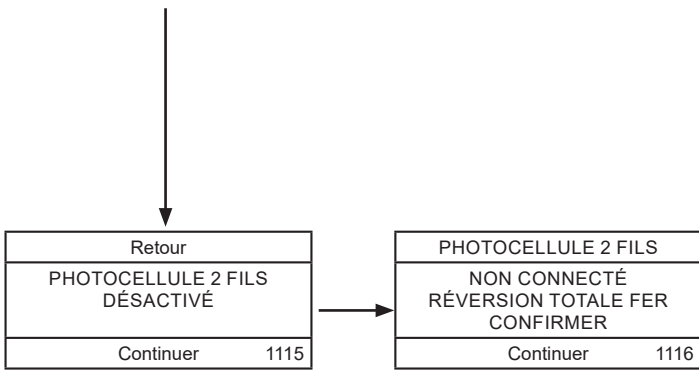 Retour
PHOTOCELLULE 2 FILS
DÉSACTIVÉ
Continuer 1115
PHOTOCELLULE 2 FILS
NON CONNECTÉ
RÉVERSION TOTALE FER
CONFIRMER
Continuer 1116